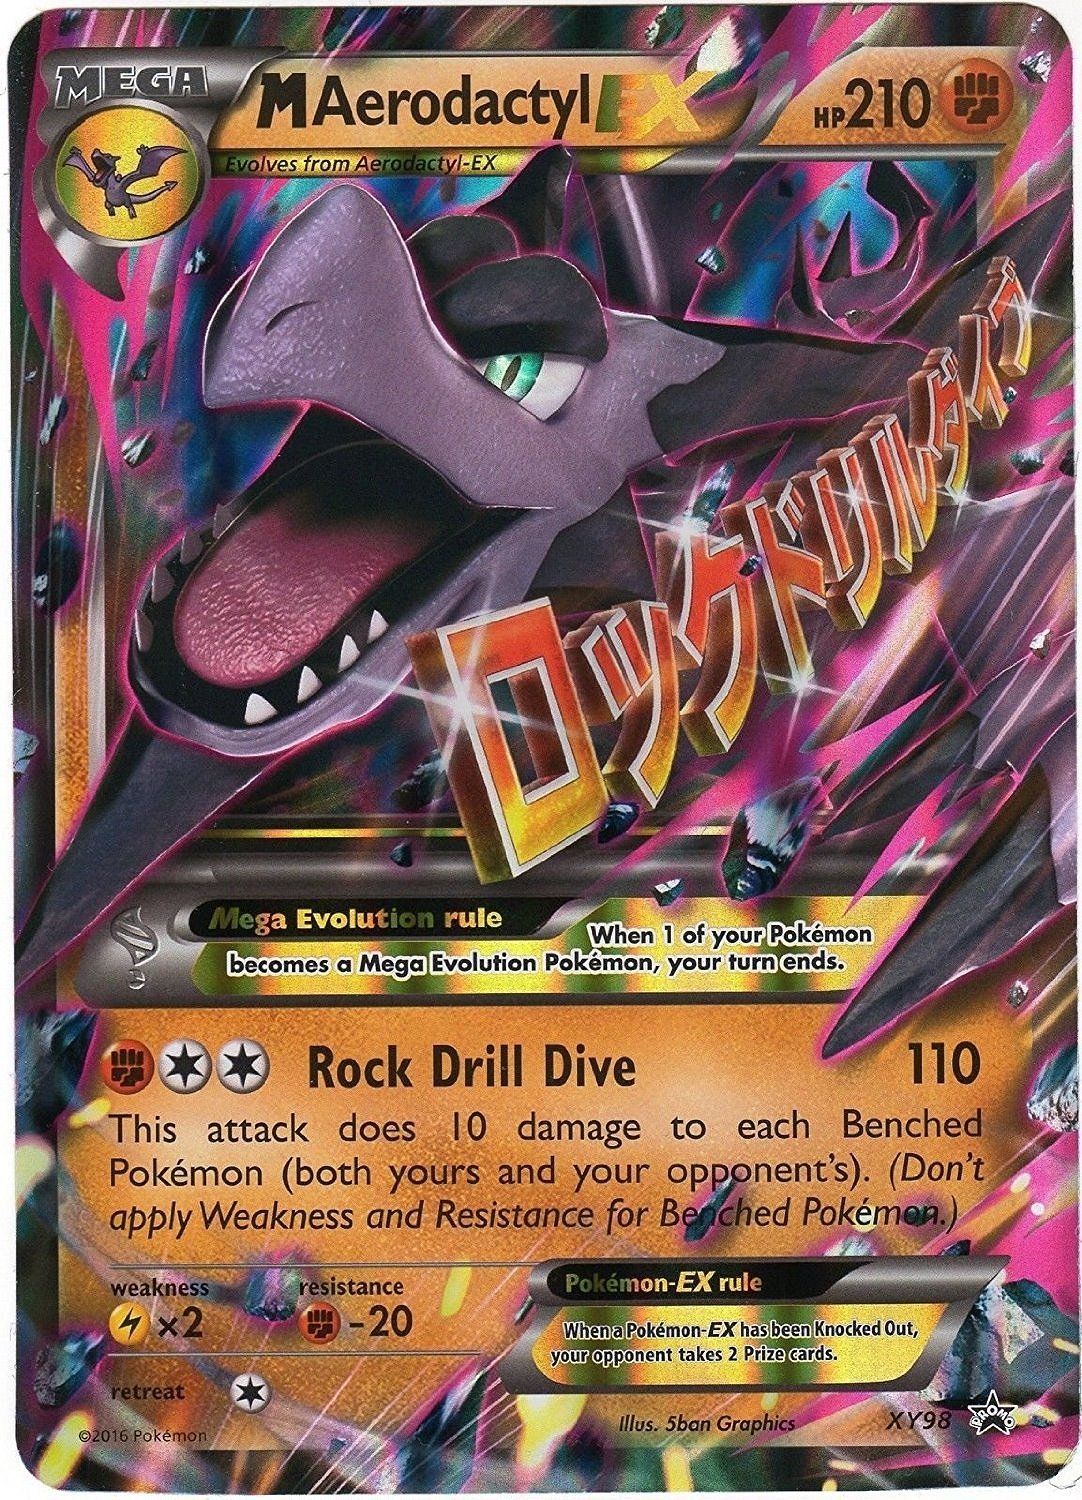 MEGA
MAerodactylEX
HP210
Evolves from Aerodactyl-EX
ロックドリルダイブ
Mega Evolution rule
When 1 of your Pokémon
becomes a Mega Evolution Pokémon, your turn ends.
Rock Drill Dive 110
This attack does 10 damage to each Benched
Pokémon (both yours and your opponent's). (Don't
apply Weakness and Resistance for Benched Pokémon.)
weakness resistance
×2 -20
Pokémon-EX rule
When a Pokémon-EX has been Knocked Out,
your opponent takes 2 Prize cards.
retreat
Illus. 5ban Graphics
XY98 PROMO
©2016 Pokémon